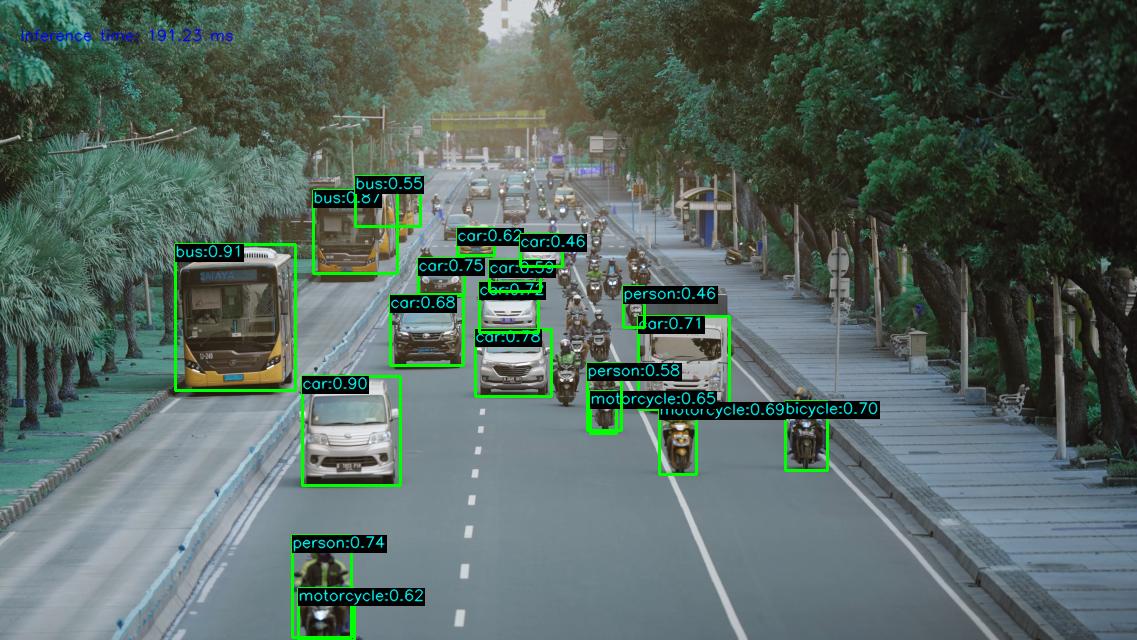 Inference time: 191.23 ms
bus:0.55
bus:0.87
bus:0.91
car:0.62
car:0.46
car:0.75
car:0.59
car:0.72
person:0.46
car:0.68
car:0.71
car:0.78
person:0.58
car:0.90
motorcycle:0.65
motorcycle:0.69
bicycle:0.70
person:0.74
motorcycle:0.62